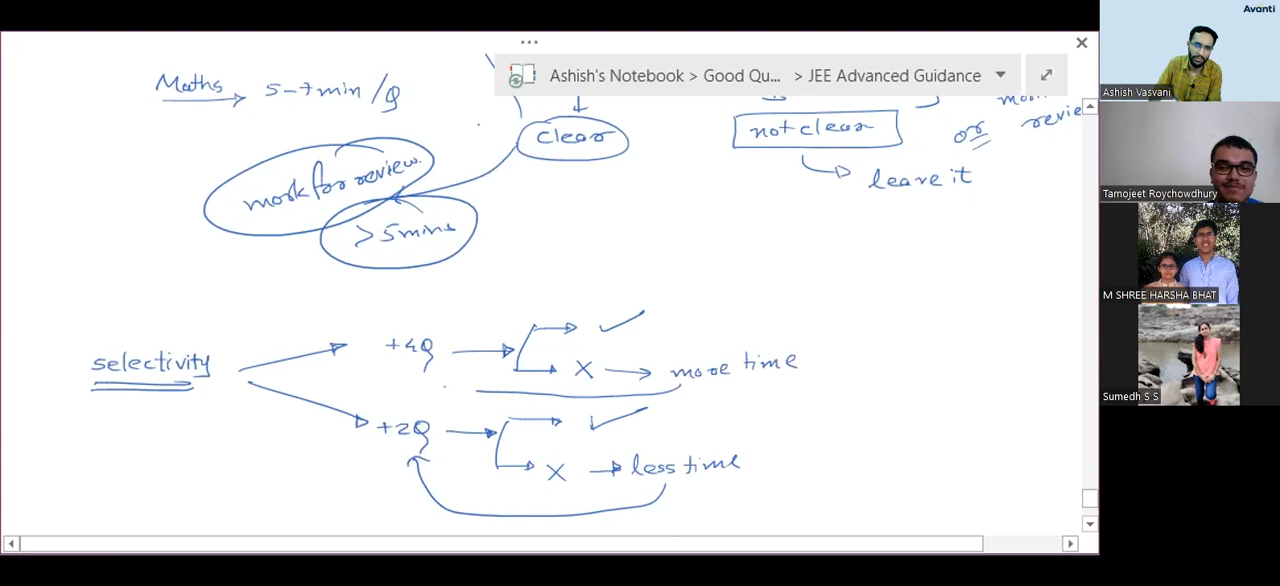 Avanti
Ashish's Notebook > Good Qu... > JEE Advanced Guidance
Maths → 5-7 min / Q
clear
not clear
or
review
mark for review
leave it
> 5 mins
Ashish Vasvani
Tamojeet Roychowdhury
M SHREE HARSHA BHAT
Sumedh S S
selectivity
+4Q
✓
X → more time
+2Q
✓
X → less time